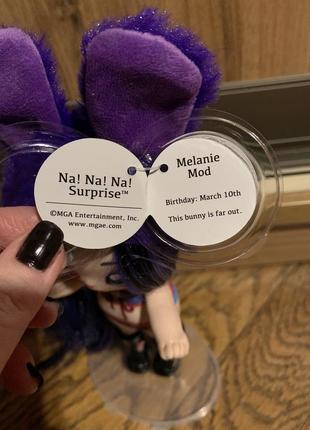 Na! Na! Na!
Surprise™
©MGA Entertainment, Inc.
www.mgae.com
Melanie
Mod
Birthday: March 10th
This bunny is far out.